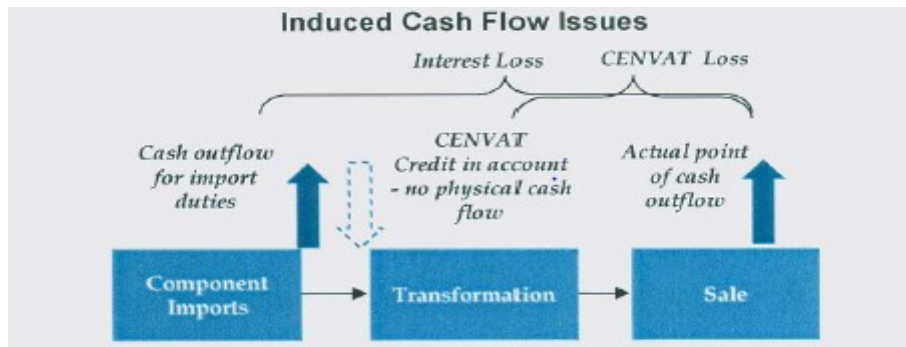 Induced Cash Flow Issues
Interest Loss
CENVAT Loss
Cash outflow
for import
duties
CENVAT
Credit in account
- no physical cash
flow
Actual point
of cash
outflow
Component
Imports
Transformation
Sale